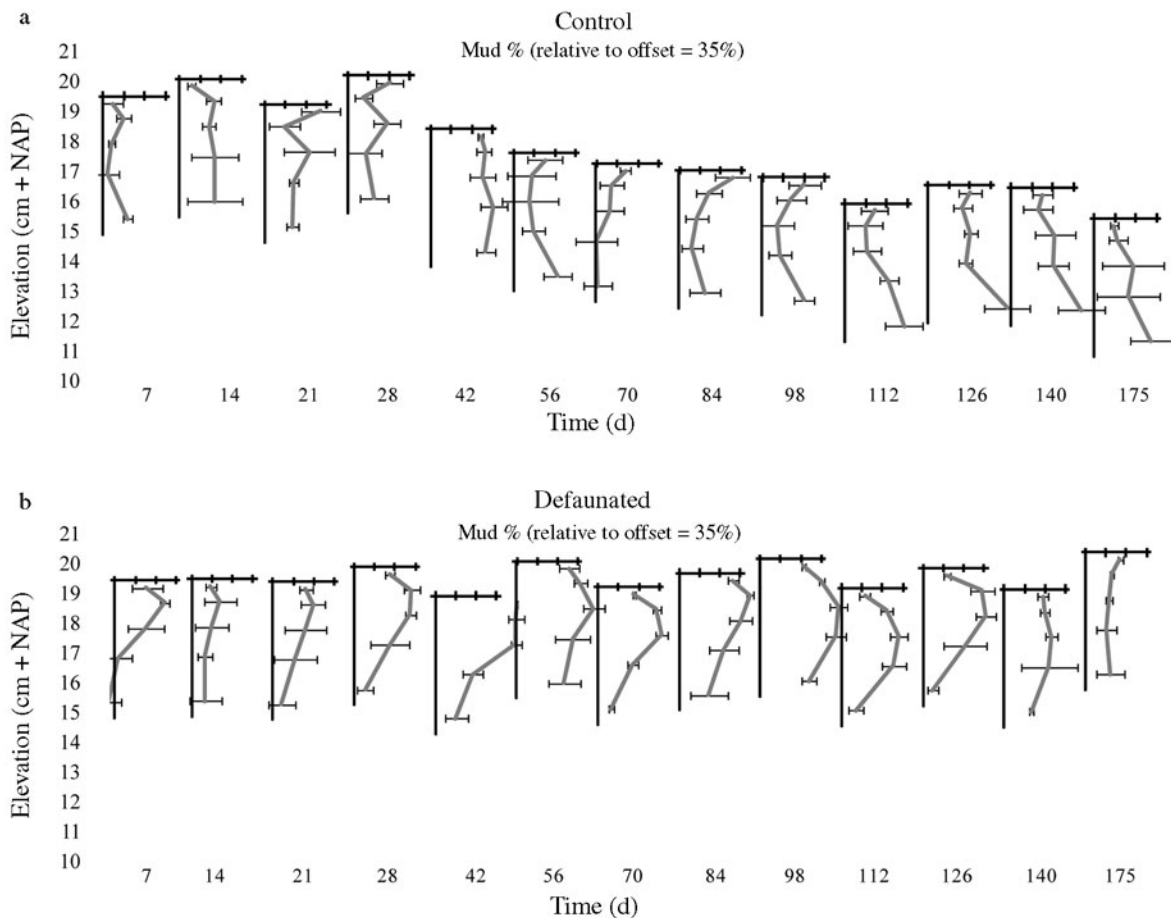 a
Control
Mud % (relative to offset = 35%)
Elevation (cm + NAP)
21
20
19
18
17
16
15
14
13
12
11
10
7 14 21 28 42 56 70 84 98 112 126 140 175
Time (d)
b
Defaunated
Mud % (relative to offset = 35%)
Elevation (cm + NAP)
21
20
19
18
17
16
15
14
13
12
11
10
7 14 21 28 42 56 70 84 98 112 126 140 175
Time (d)